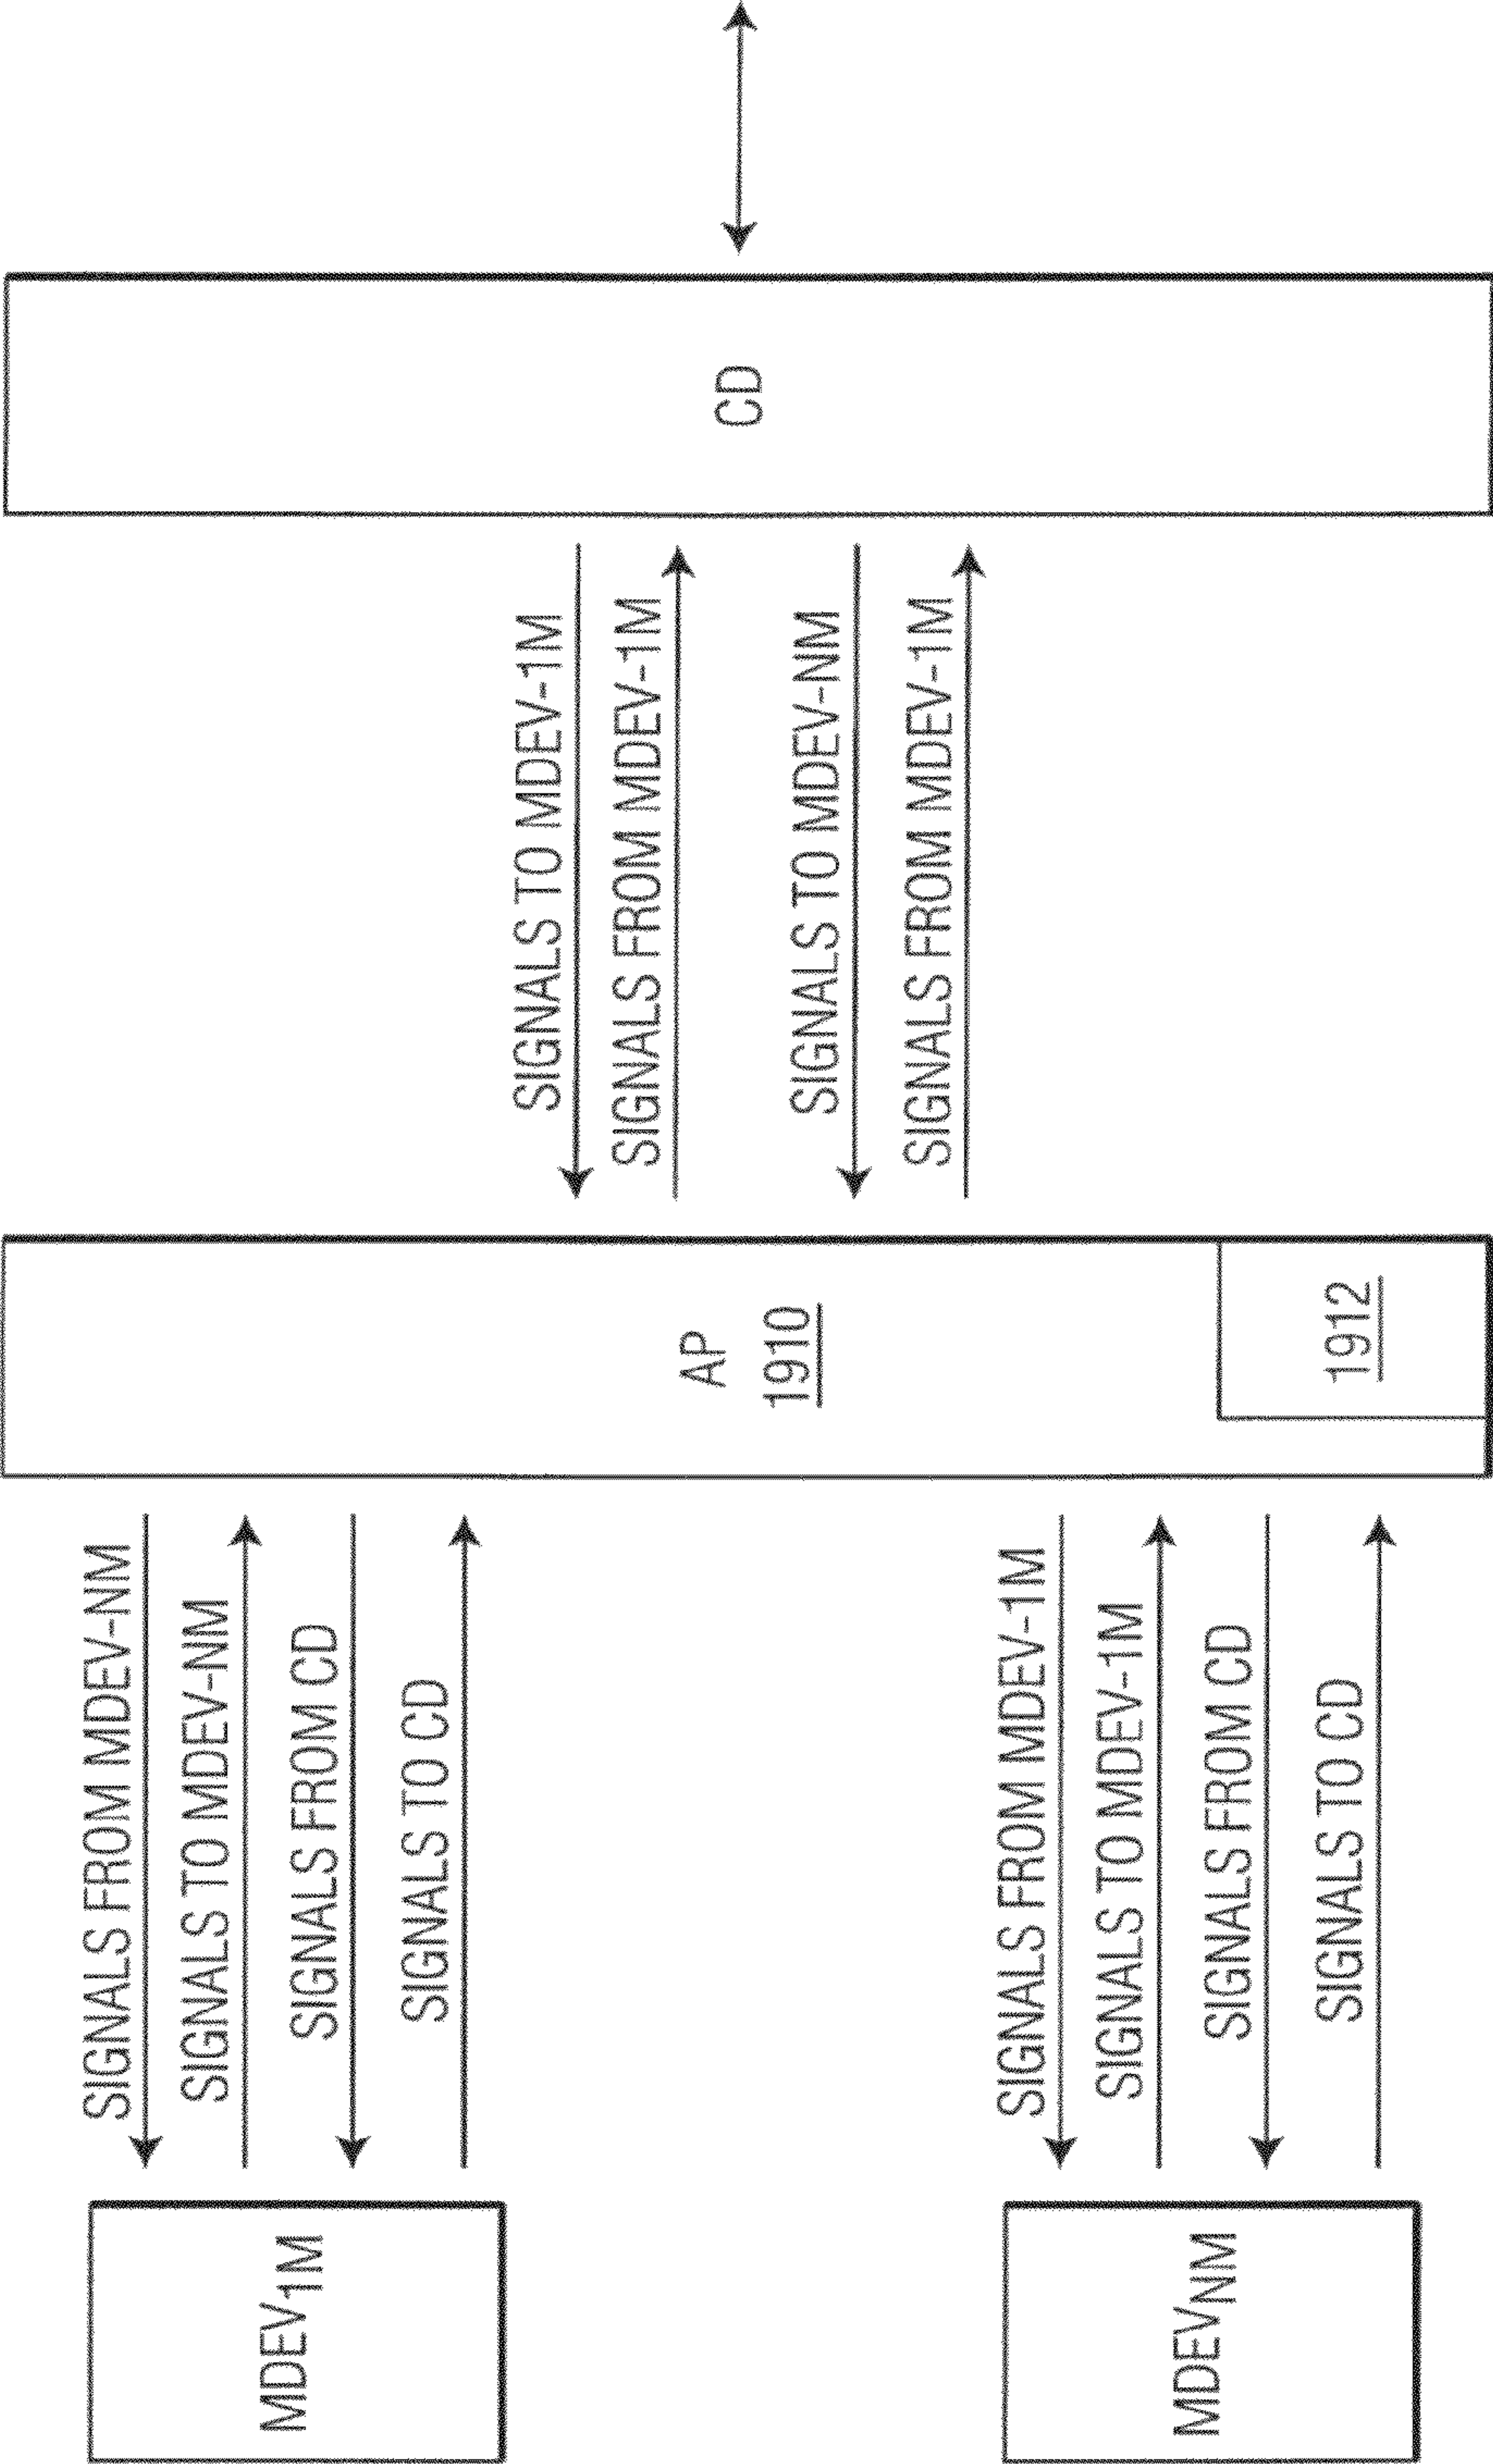 MDEV1M
SIGNALS FROM MDEV-NM
SIGNALS TO MDEV-NM
SIGNALS FROM CD
SIGNALS TO CD
MDEVNM
SIGNALS FROM MDEV-1M
SIGNALS TO MDEV-1M
SIGNALS FROM CD
SIGNALS TO CD
AP
1910
1912
SIGNALS TO MDEV-1M
SIGNALS FROM MDEV-1M
SIGNALS TO MDEV-NM
SIGNALS FROM MDEV-1M
CD